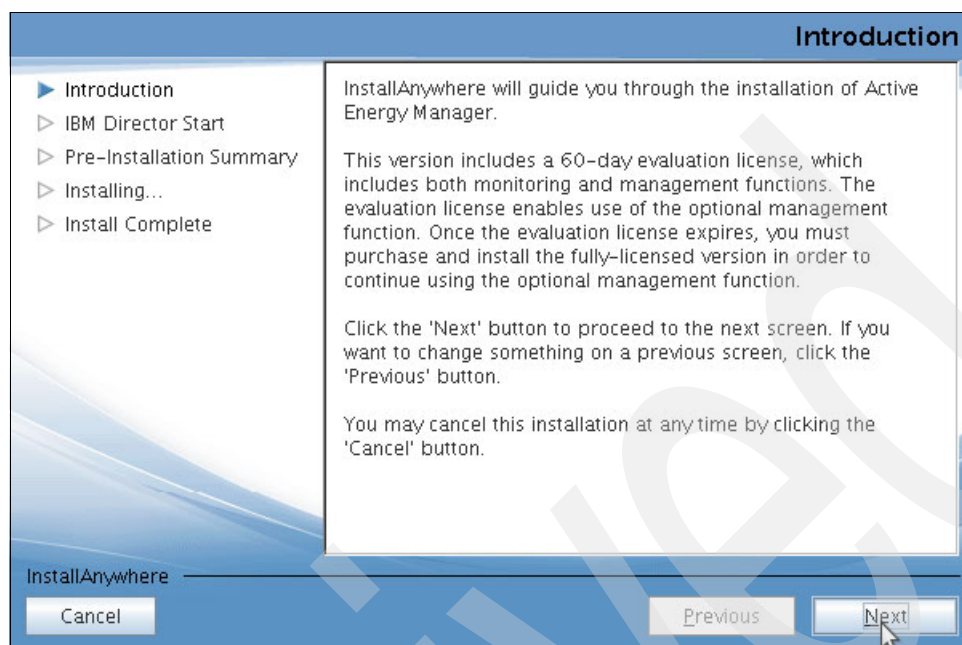 Introduction
Introduction
IBM Director Start
Pre-Installation Summary
Installing...
Install Complete
InstallAnywhere will guide you through the installation of Active
Energy Manager.
This version includes a 60-day evaluation license, which
includes both monitoring and management functions. The
evaluation license enables use of the optional management
function. Once the evaluation license expires, you must
purchase and install the fully-licensed version in order to
continue using the optional management function.
Click the 'Next' button to proceed to the next screen. If you
want to change something on a previous screen, click the
'Previous' button.
You may cancel this installation at any time by clicking the
'Cancel' button.
InstallAnywhere
Cancel
Previous
Next